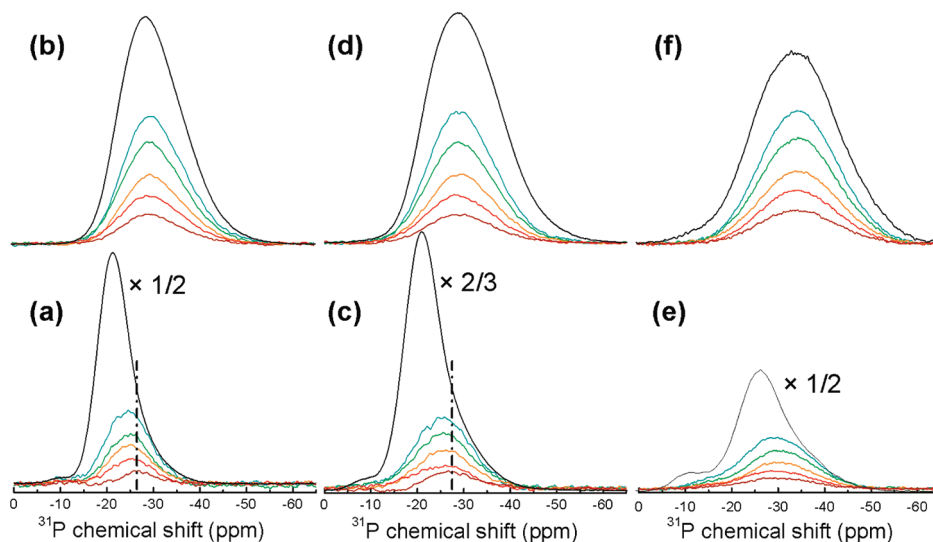 (b) (d) (f)
× 1/2 × 2/3
(a) (c) (e)
× 1/2
0 -10 -20 -30 -40 -50 -60 0 -10 -20 -30 -40 -50 -60 0 -10 -20 -30 -40 -50 -60
³¹P chemical shift (ppm) ³¹P chemical shift (ppm) ³¹P chemical shift (ppm)